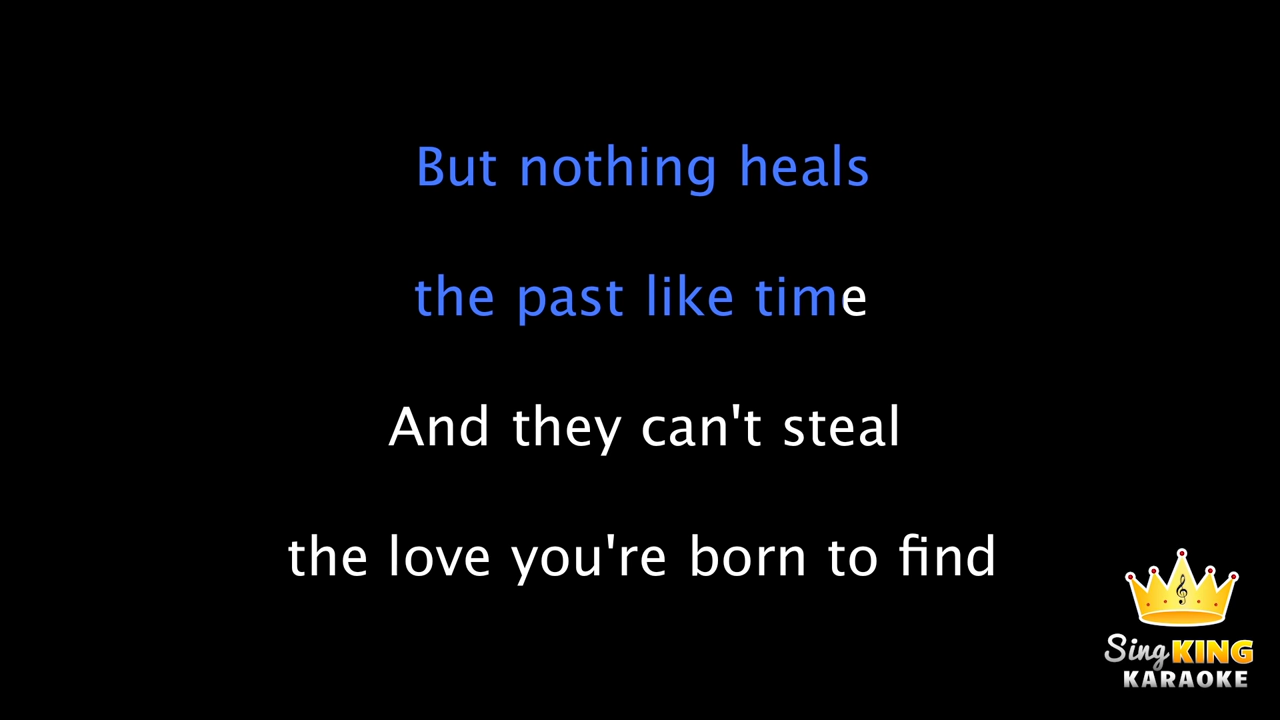 But nothing heals
the past like time
And they can't steal
the love you're born to find
Sing KING
KARAOKE